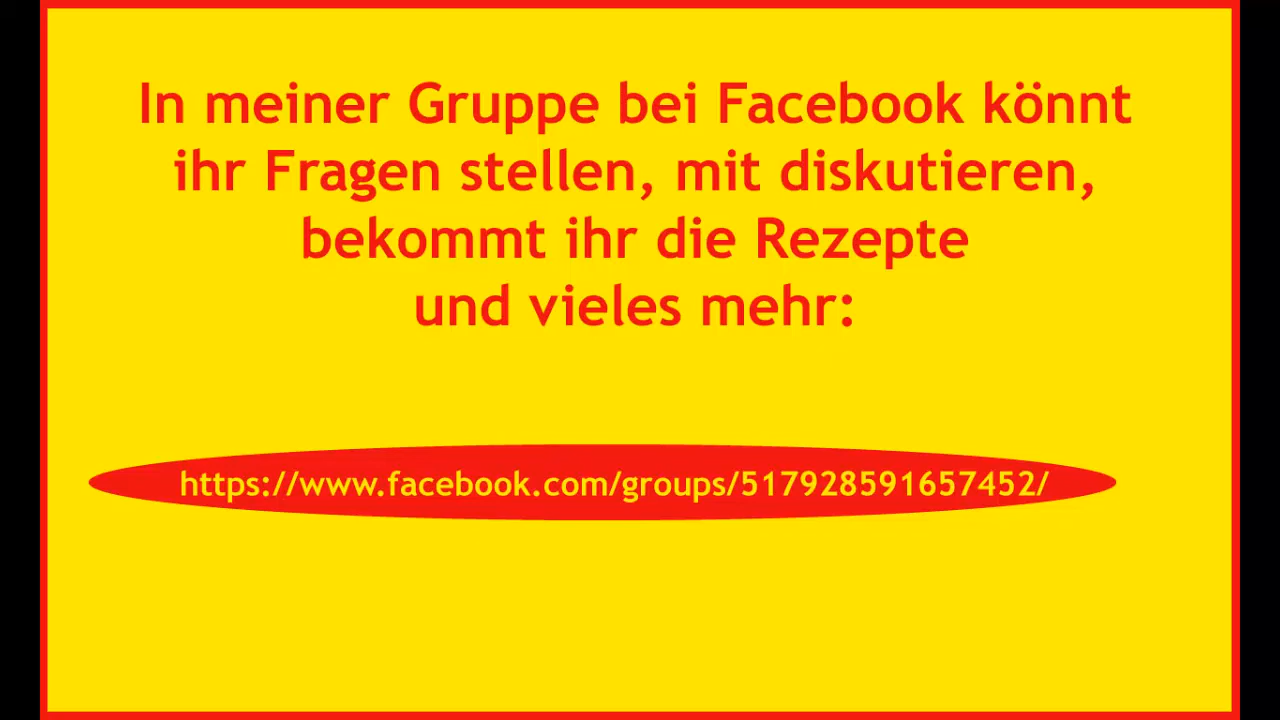 In meiner Gruppe bei Facebook könnt
ihr Fragen stellen, mit diskutieren,
bekommt ihr die Rezepte
und vieles mehr:
https://www.facebook.com/groups/517928591657452/